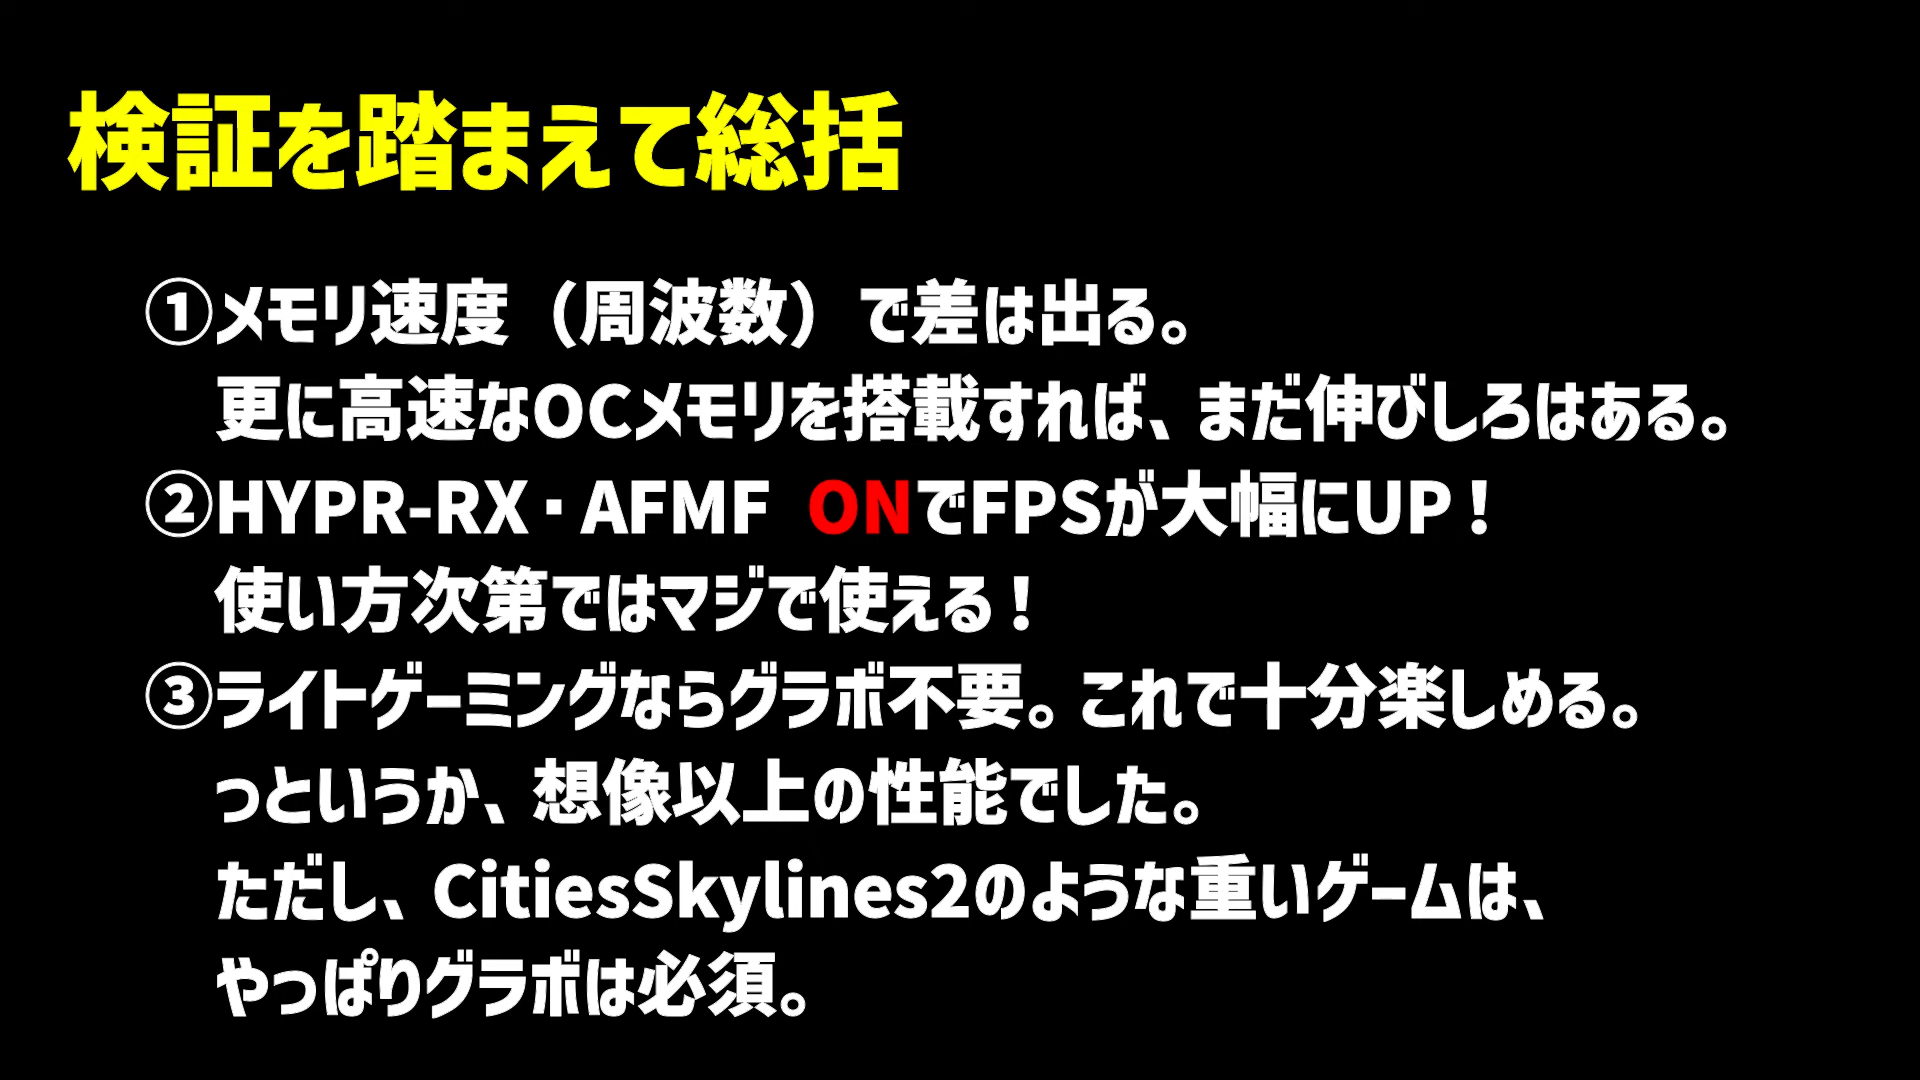 検証を踏まえて総括
①メモリ速度（周波数）で差は出る。
更に高速なOCメモリを搭載すれば、まだ伸びしろはある。
②HYPR-RX・AFMF ONでFPSが大幅にUP！
使い方次第ではマジで使える！
③ライトゲーミングならグラボ不要。これで十分楽しめる。
っというか、想像以上の性能でした。
ただし、CitiesSkylines2のような重いゲームは、
やっぱりグラボは必須。